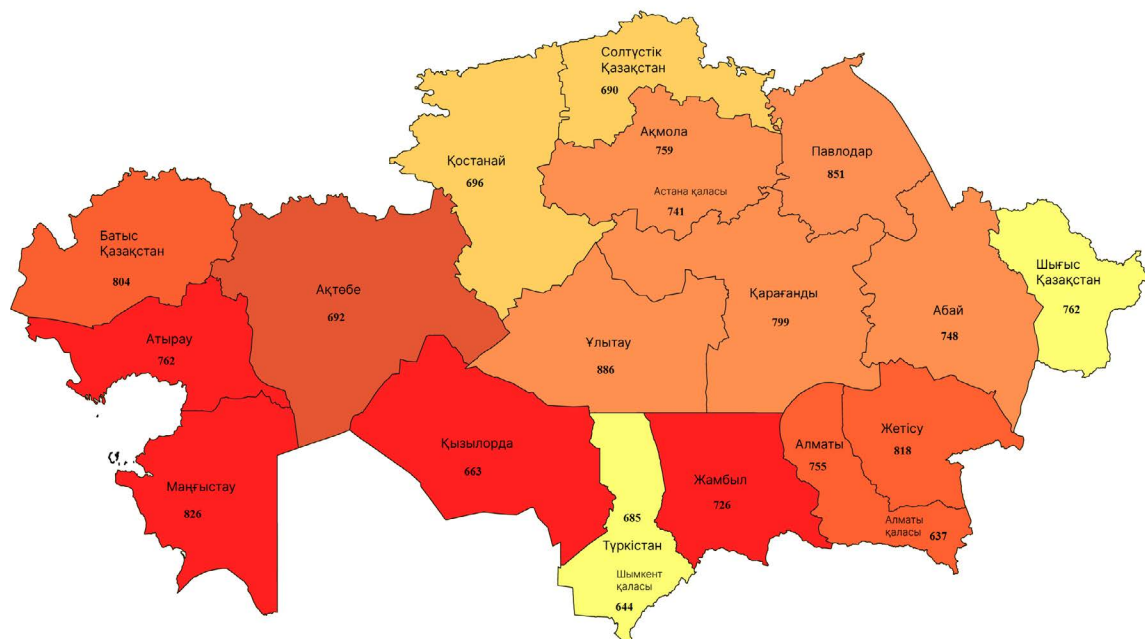 Солтүстік
Қазақстан
690
Ақмола
759
Астана қаласы
741
Павлодар
851
Қостанай
696
Батыс
Қазақстан
804
Ақтөбе
692
Атырау
762
Маңғыстау
826
Ұлытау
886
Қарағанды
799
Абай
748
Шығыс
Қазақстан
762
Қызылорда
663
685
Түркістан
Шымкент
қаласы
644
Жамбыл
726
Алматы
755
Жетісу
818
Алматы
қаласы 637